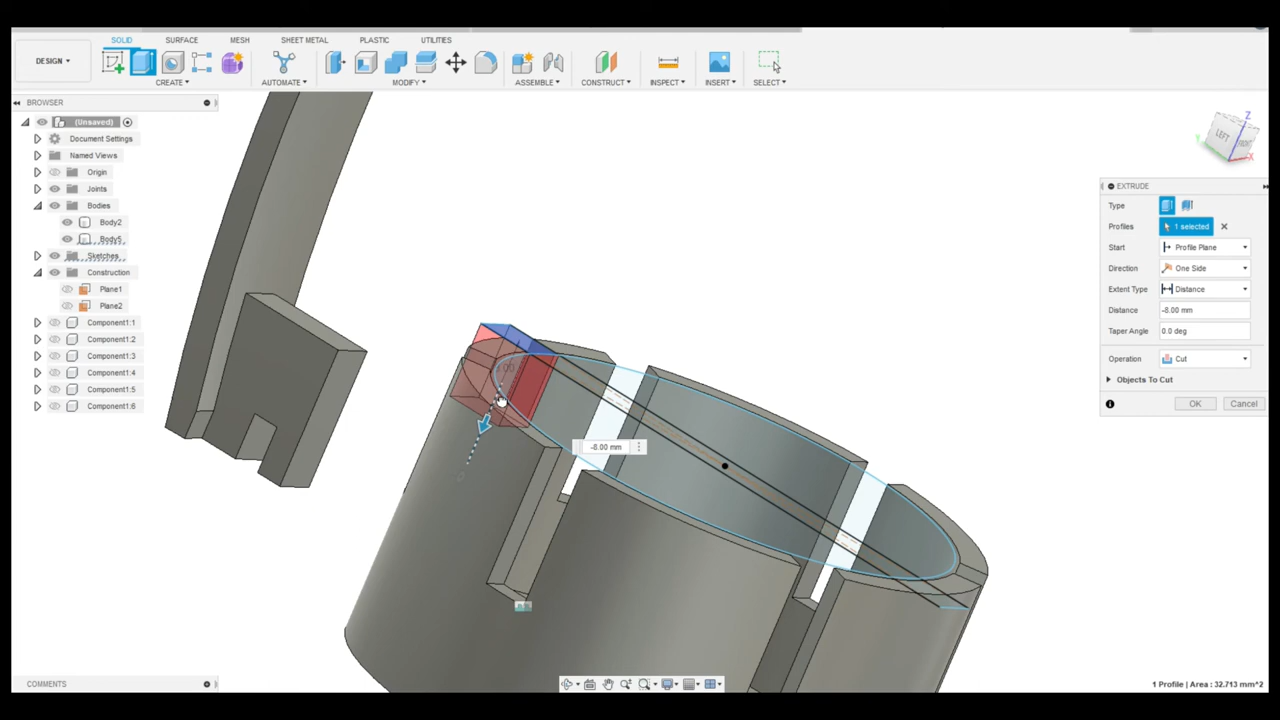 SOLID SURFACE MESH SHEET METAL PLASTIC UTILITIES
DESIGN
CREATE AUTOMATE MODIFY ASSEMBLE CONSTRUCT INSPECT INSERT SELECT
BROWSER
(Unsaved)
Document Settings
Named Views
Origin
Joints
Bodies
Body2
Body5
Sketches
Construction
Plane1
Plane2
Component1:1
Component1:2
Component1:3
Component1:4
Component1:5
Component1:6
Z
LEFT
Y
X
EXTRUDE
Type
Profiles 1 selected
Start Profile Plane
Direction One Side
Extent Type Distance
Distance -8.00 mm
Taper Angle 0.0 deg
Operation Cut
Objects To Cut
OK Cancel
-8.00 mm
COMMENTS
1 Profile | Area : 32.713 mm^2